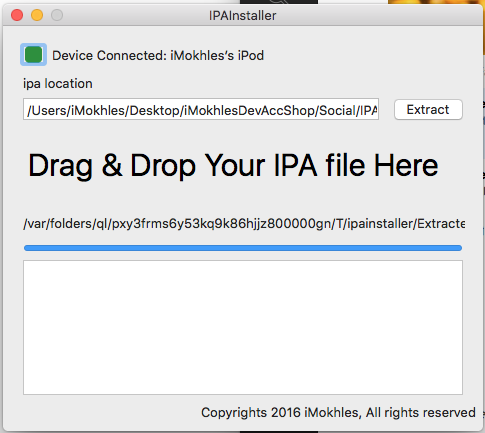 IPAInstaller
Device Connected: iMokhles's iPod
ipa location
/Users/iMokhles/Desktop/iMokhlesDevAccShop/Social/IPA
Extract
Drag & Drop Your IPA file Here
/var/folders/ql/pxy3frms6y53kq9k86hjjz800000gn/T/ipainstaller/Extracte
Copyrights 2016 iMokhles, All rights reserved